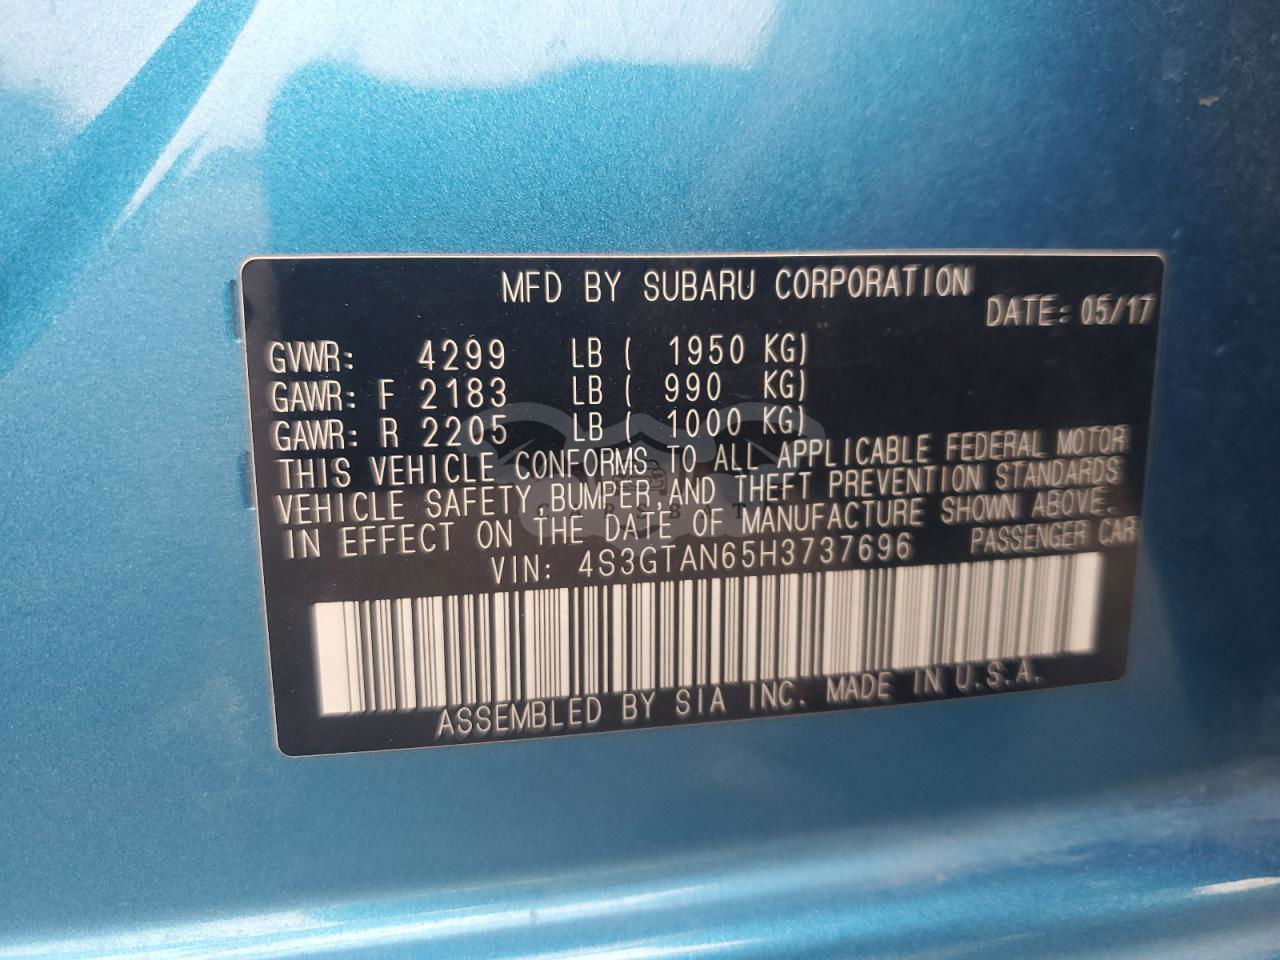 MFD BY SUBARU CORPORATION
DATE: 05/17
GVWR: 4299 LB ( 1950 KG)
GAWR: F 2183 LB ( 990 KG)
GAWR: R 2205 LB ( 1000 KG)
THIS VEHICLE CONFORMS TO ALL APPLICABLE FEDERAL MOTOR
VEHICLE SAFETY, BUMPER, AND THEFT PREVENTION STANDARDS
IN EFFECT ON THE DATE OF MANUFACTURE SHOWN ABOVE.
VIN: 4S3GTAN65H3737696 PASSENGER CAR
ASSEMBLED BY SIA INC. MADE IN U.S.A.